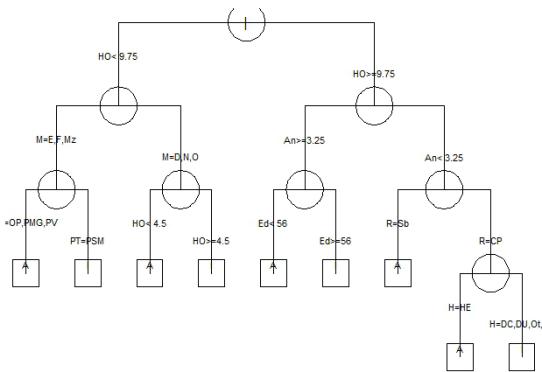 HO< 9.75
HO>=9.75
M=E,F,Mz
M=D,N,O
An>=3.25
An< 3.25
=OP,PMG,PV
PT=PSM
HO< 4.5
HO>=4.5
Ed< 56
Ed>=56
R=Sb
R=CP
A
A
A
A
H=HE
H=DC,DU,Ot,
A